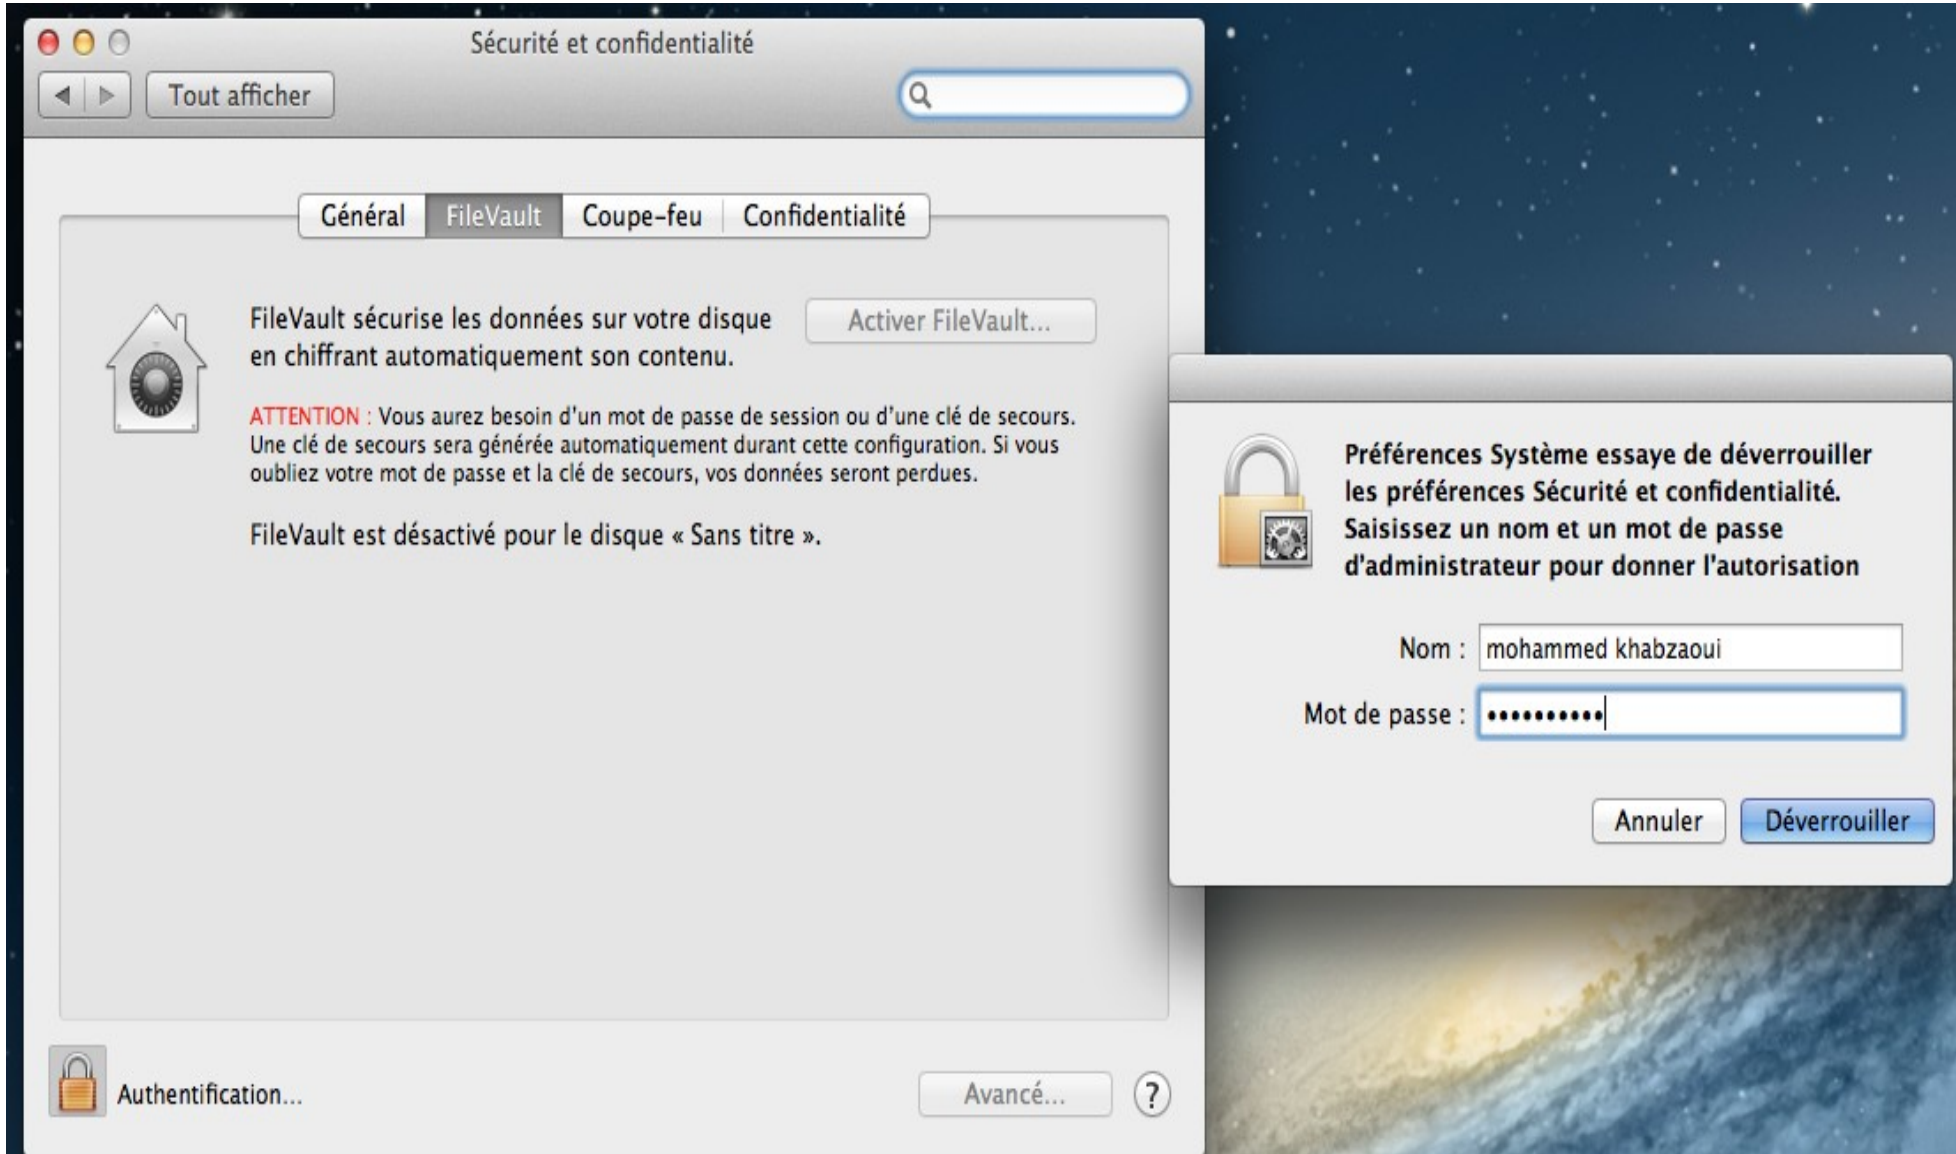 Sécurité et confidentialité
Tout afficher
Général FileVault Coupe-feu Confidentialité
FileVault sécurise les données sur votre disque
en chiffrant automatiquement son contenu.
Activer FileVault...
ATTENTION : Vous aurez besoin d'un mot de passe de session ou d'une clé de secours.
Une clé de secours sera générée automatiquement durant cette configuration. Si vous
oubliez votre mot de passe et la clé de secours, vos données seront perdues.
FileVault est désactivé pour le disque « Sans titre ».
Authentification...
Avancé... ?
Préférences Système essaye de déverrouiller
les préférences Sécurité et confidentialité.
Saisissez un nom et un mot de passe
d'administrateur pour donner l'autorisation
Nom : mohammed khabzaoui
Mot de passe : ••••••••••
Annuler Déverrouiller